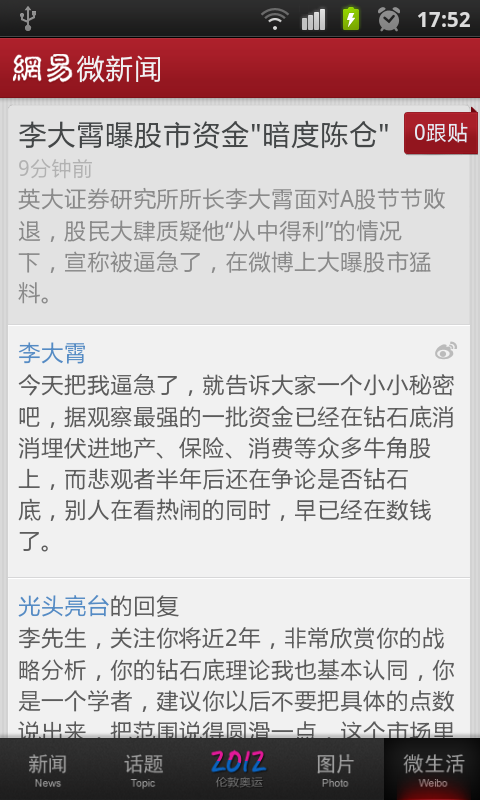 17:52
網易微新闻
李大霄曝股市资金"暗度陈仓"
0跟贴
9分钟前
英大证券研究所所长李大霄面对A股节节败
退，股民大肆质疑他“从中得利”的情况
下，宣称被逼急了，在微博上大曝股市猛
料。
李大霄
今天把我逼急了，就告诉大家一个小小秘密
吧，据观察最强的一批资金已经在钻石底消
消埋伏进地产、保险、消费等众多牛角股
上，而悲观者半年后还在争论是否钻石
底，别人在看热闹的同时，早已经在数钱
了。
光头亮台的回复
李先生，关注你将近2年，非常欣赏你的战
略分析，你的钻石底理论我也基本认同，你
是一个学者，建议你以后不要把具体的点数
说出来，把范围说得圆滑一点，这个市场里
新闻
News
话题
Topic
2012
伦敦奥运
图片
Photo
微生活
Weibo